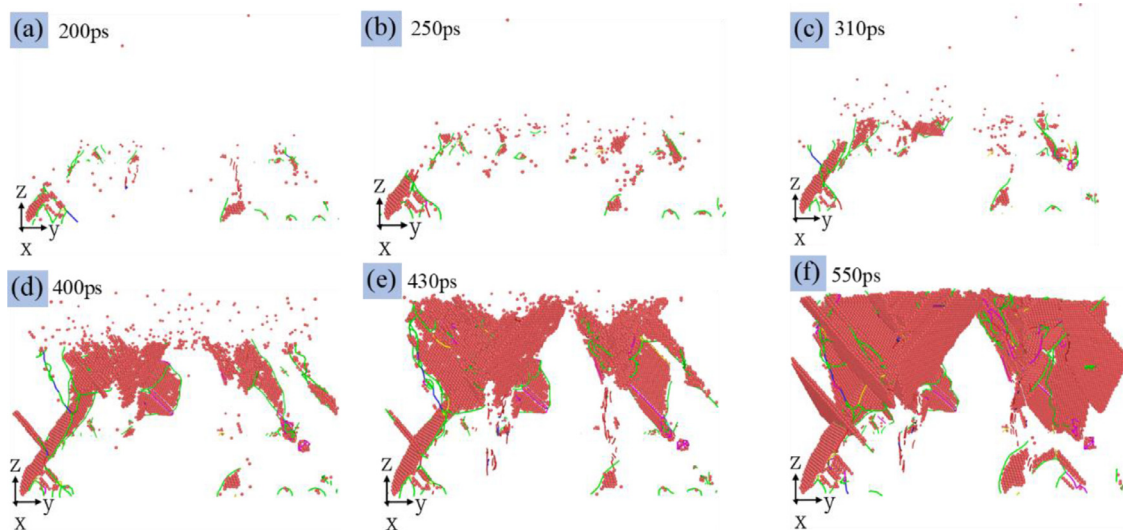 (a) 200ps
(b) 250ps
(c) 310ps
z
y
x
z
y
x
z
y
x
(d) 400ps
(e) 430ps
(f) 550ps
z
y
x
z
y
x
z
y
x